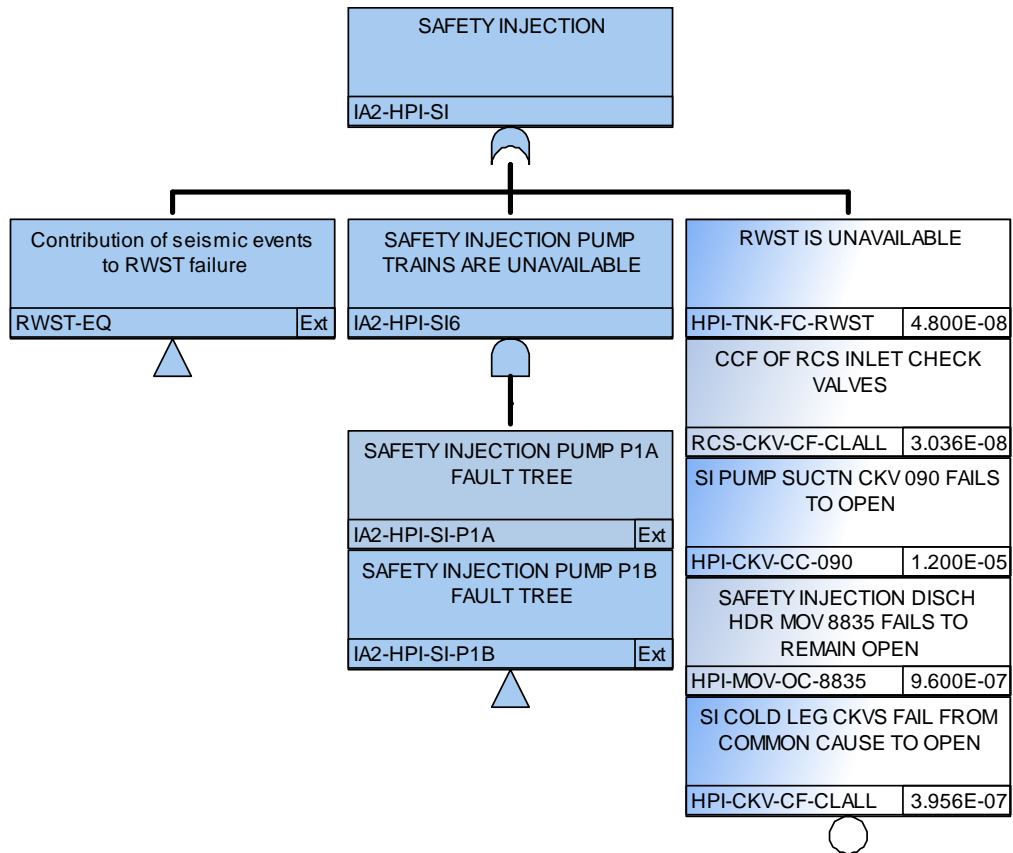 SAFETY INJECTION
IA2-HPI-SI
Contribution of seismic events
to RWST failure
RWST-EQ Ext
SAFETY INJECTION PUMP
TRAINS ARE UNAVAILABLE
IA2-HPI-SI6
SAFETY INJECTION PUMP P1A
FAULT TREE
IA2-HPI-SI-P1A Ext
SAFETY INJECTION PUMP P1B
FAULT TREE
IA2-HPI-SI-P1B Ext
RWST IS UNAVAILABLE
HPI-TNK-FC-RWST 4.800E-08
CCF OF RCS INLET CHECK
VALVES
RCS-CKV-CF-CLALL 3.036E-08
SI PUMP SUCTN CKV 090 FAILS
TO OPEN
HPI-CKV-CC-090 1.200E-05
SAFETY INJECTION DISCH
HDR MOV 8835 FAILS TO
REMAIN OPEN
HPI-MOV-OC-8835 9.600E-07
SI COLD LEG CKVS FAIL FROM
COMMON CAUSE TO OPEN
HPI-CKV-CF-CLALL 3.956E-07